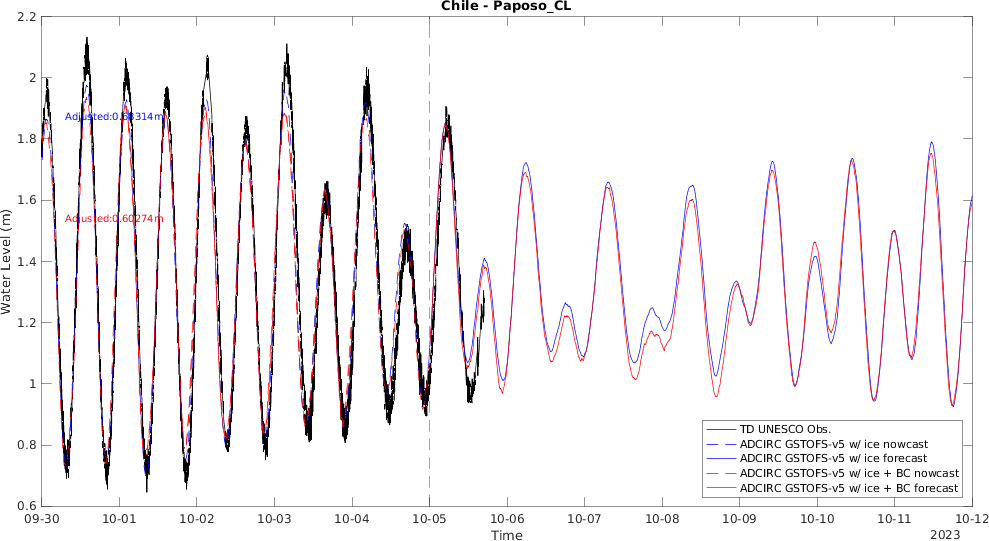 Chile - Paposo_CL
2.2
2
1.8
1.6
1.4
1.2
1
0.8
0.6
Water Level (m)
Adjusted:0.68314m
Adjusted:0.60274m
TD UNESCO Obs.
ADCIRC GSTOFS-v5 w/ ice nowcast
ADCIRC GSTOFS-v5 w/ ice forecast
ADCIRC GSTOFS-v5 w/ ice + BC nowcast
ADCIRC GSTOFS-v5 w/ ice + BC forecast
09-30 10-01 10-02 10-03 10-04 10-05 10-06 10-07 10-08 10-09 10-10 10-11 10-12
Time
2023